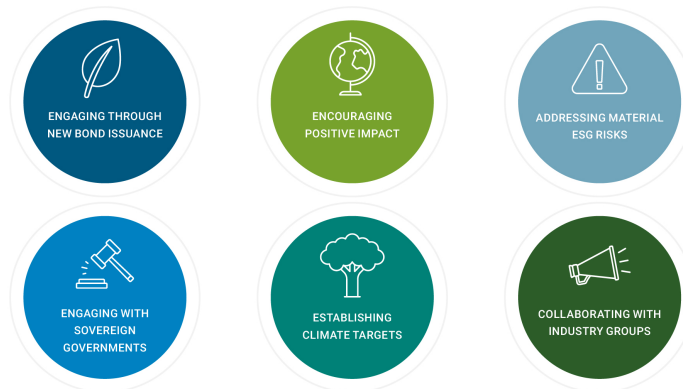 ENGAGING THROUGH
NEW BOND ISSUANCE
ENCOURAGING
POSITIVE IMPACT
ADDRESSING MATERIAL
ESG RISKS
ENGAGING WITH
SOVEREIGN
GOVERNMENTS
ESTABLISHING
CLIMATE TARGETS
COLLABORATING WITH
INDUSTRY GROUPS